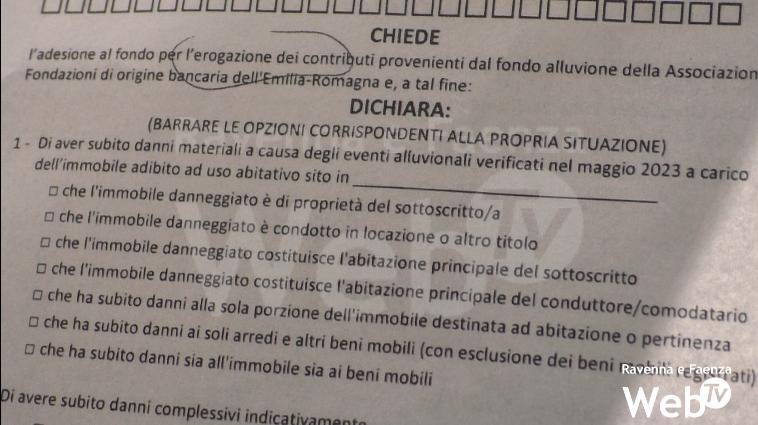 CHIEDE
l'adesione al fondo per l'erogazione dei contributi provenienti dal fondo alluvione della Associazion
Fondazioni di origine bancaria dell'Emilia-Romagna e, a tal fine:
DICHIARA:
(BARRARE LE OPZIONI CORRISPONDENTI ALLA PROPRIA SITUAZIONE)
1 - Di aver subito danni materiali a causa degli eventi alluvionali verificati nel maggio 2023 a carico
dell'immobile adibito ad uso abitativo sito in
□ che l'immobile danneggiato è di proprietà del sottoscritto/a
□ che l'immobile danneggiato è condotto in locazione o altro titolo
□ che l'immobile danneggiato costituisce l'abitazione principale del sottoscritto
□ che l'immobile danneggiato costituisce l'abitazione principale del conduttore/comodatario
□ che ha subito danni alla sola porzione dell'immobile destinata ad abitazione o pertinenza
□ che ha subito danni ai soli arredi e altri beni mobili (con esclusione dei beni mobili registrati)
□ che ha subito danni sia all'immobile sia ai beni mobili
Di avere subito danni complessivi indicativamente
Ravenna e Faenza
WebTv